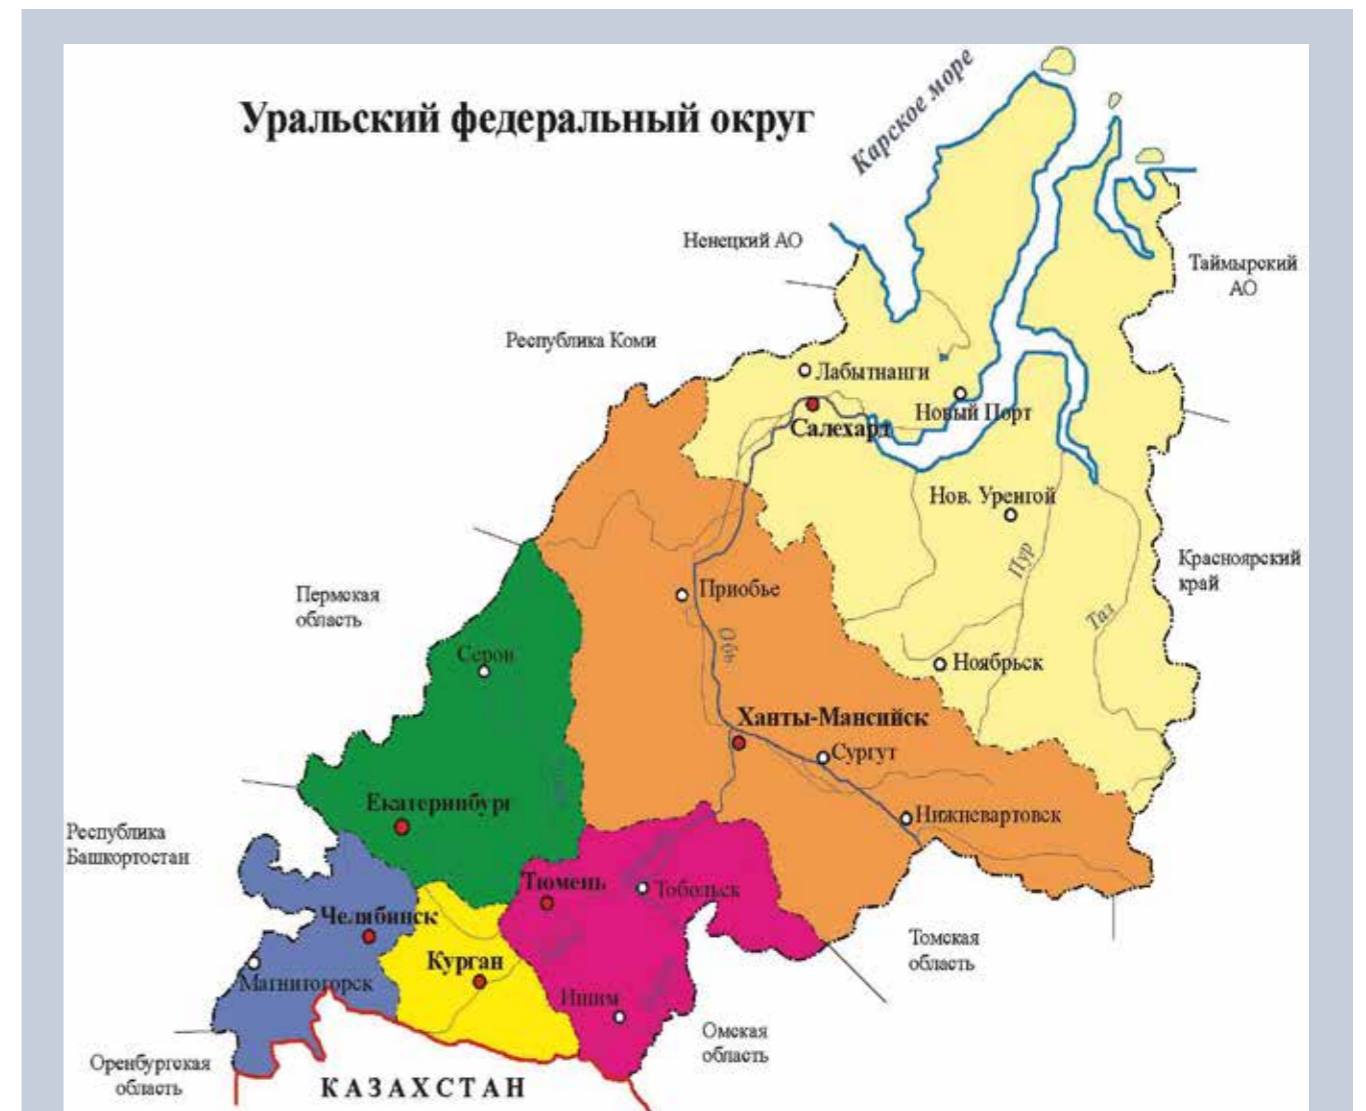 Уральский федеральный округ
Карское море
Ненецкий АО
Таймырский
АО
Республика Коми
Лабытнанги
Новый Порт
Салехард
Нов. Уренгой
Пур
Таз
Красноярский
край
Пермская
область
Приобье
Обь
Серов
Ноябрьск
Ханты-Мансийск
Сургут
Екатеринбург
Нижневартовск
Республика
Башкортостан
Тюмень
Тобольск
Челябинск
Томская
область
Курган
Магнитогорск
Ишим
Омская
область
Оренбургская
область
КАЗАХСТАН